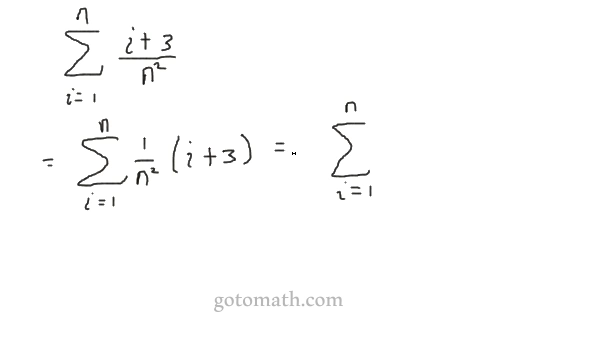 n
∑ (i+3)/n²
i=1
n n
= ∑ 1/n² (i+3) = ∑
i=1 i=1
gotomath.com